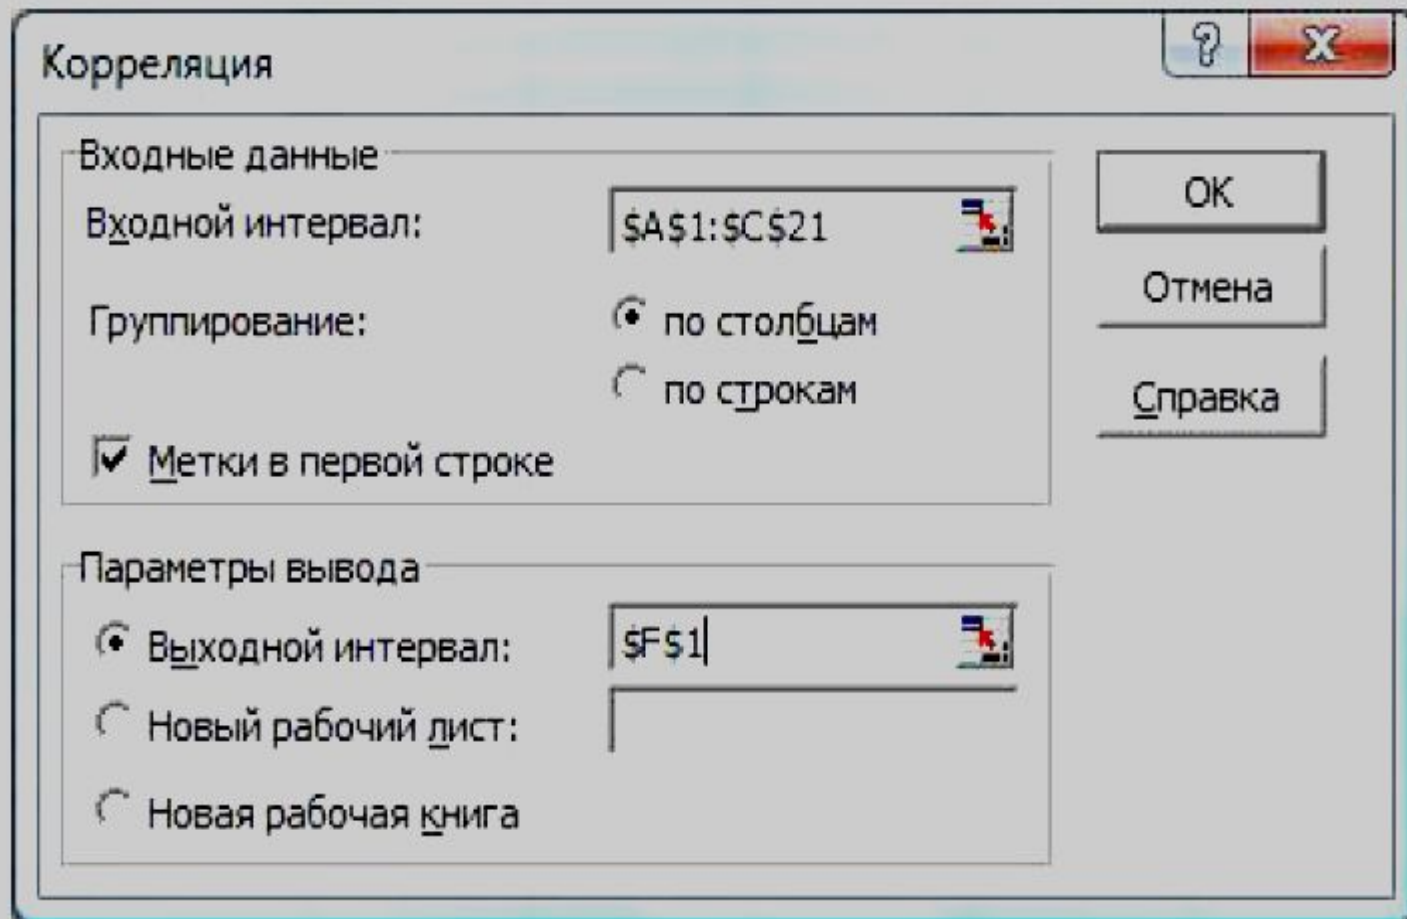 Корреляция
Входные данные
Входной интервал: $A$1:$C$21
ОК
Группирование: по столбцам
Отмена
по строкам
Справка
Метки в первой строке
Параметры вывода
Выходной интервал: $F$1
Новый рабочий лист:
Новая рабочая книга